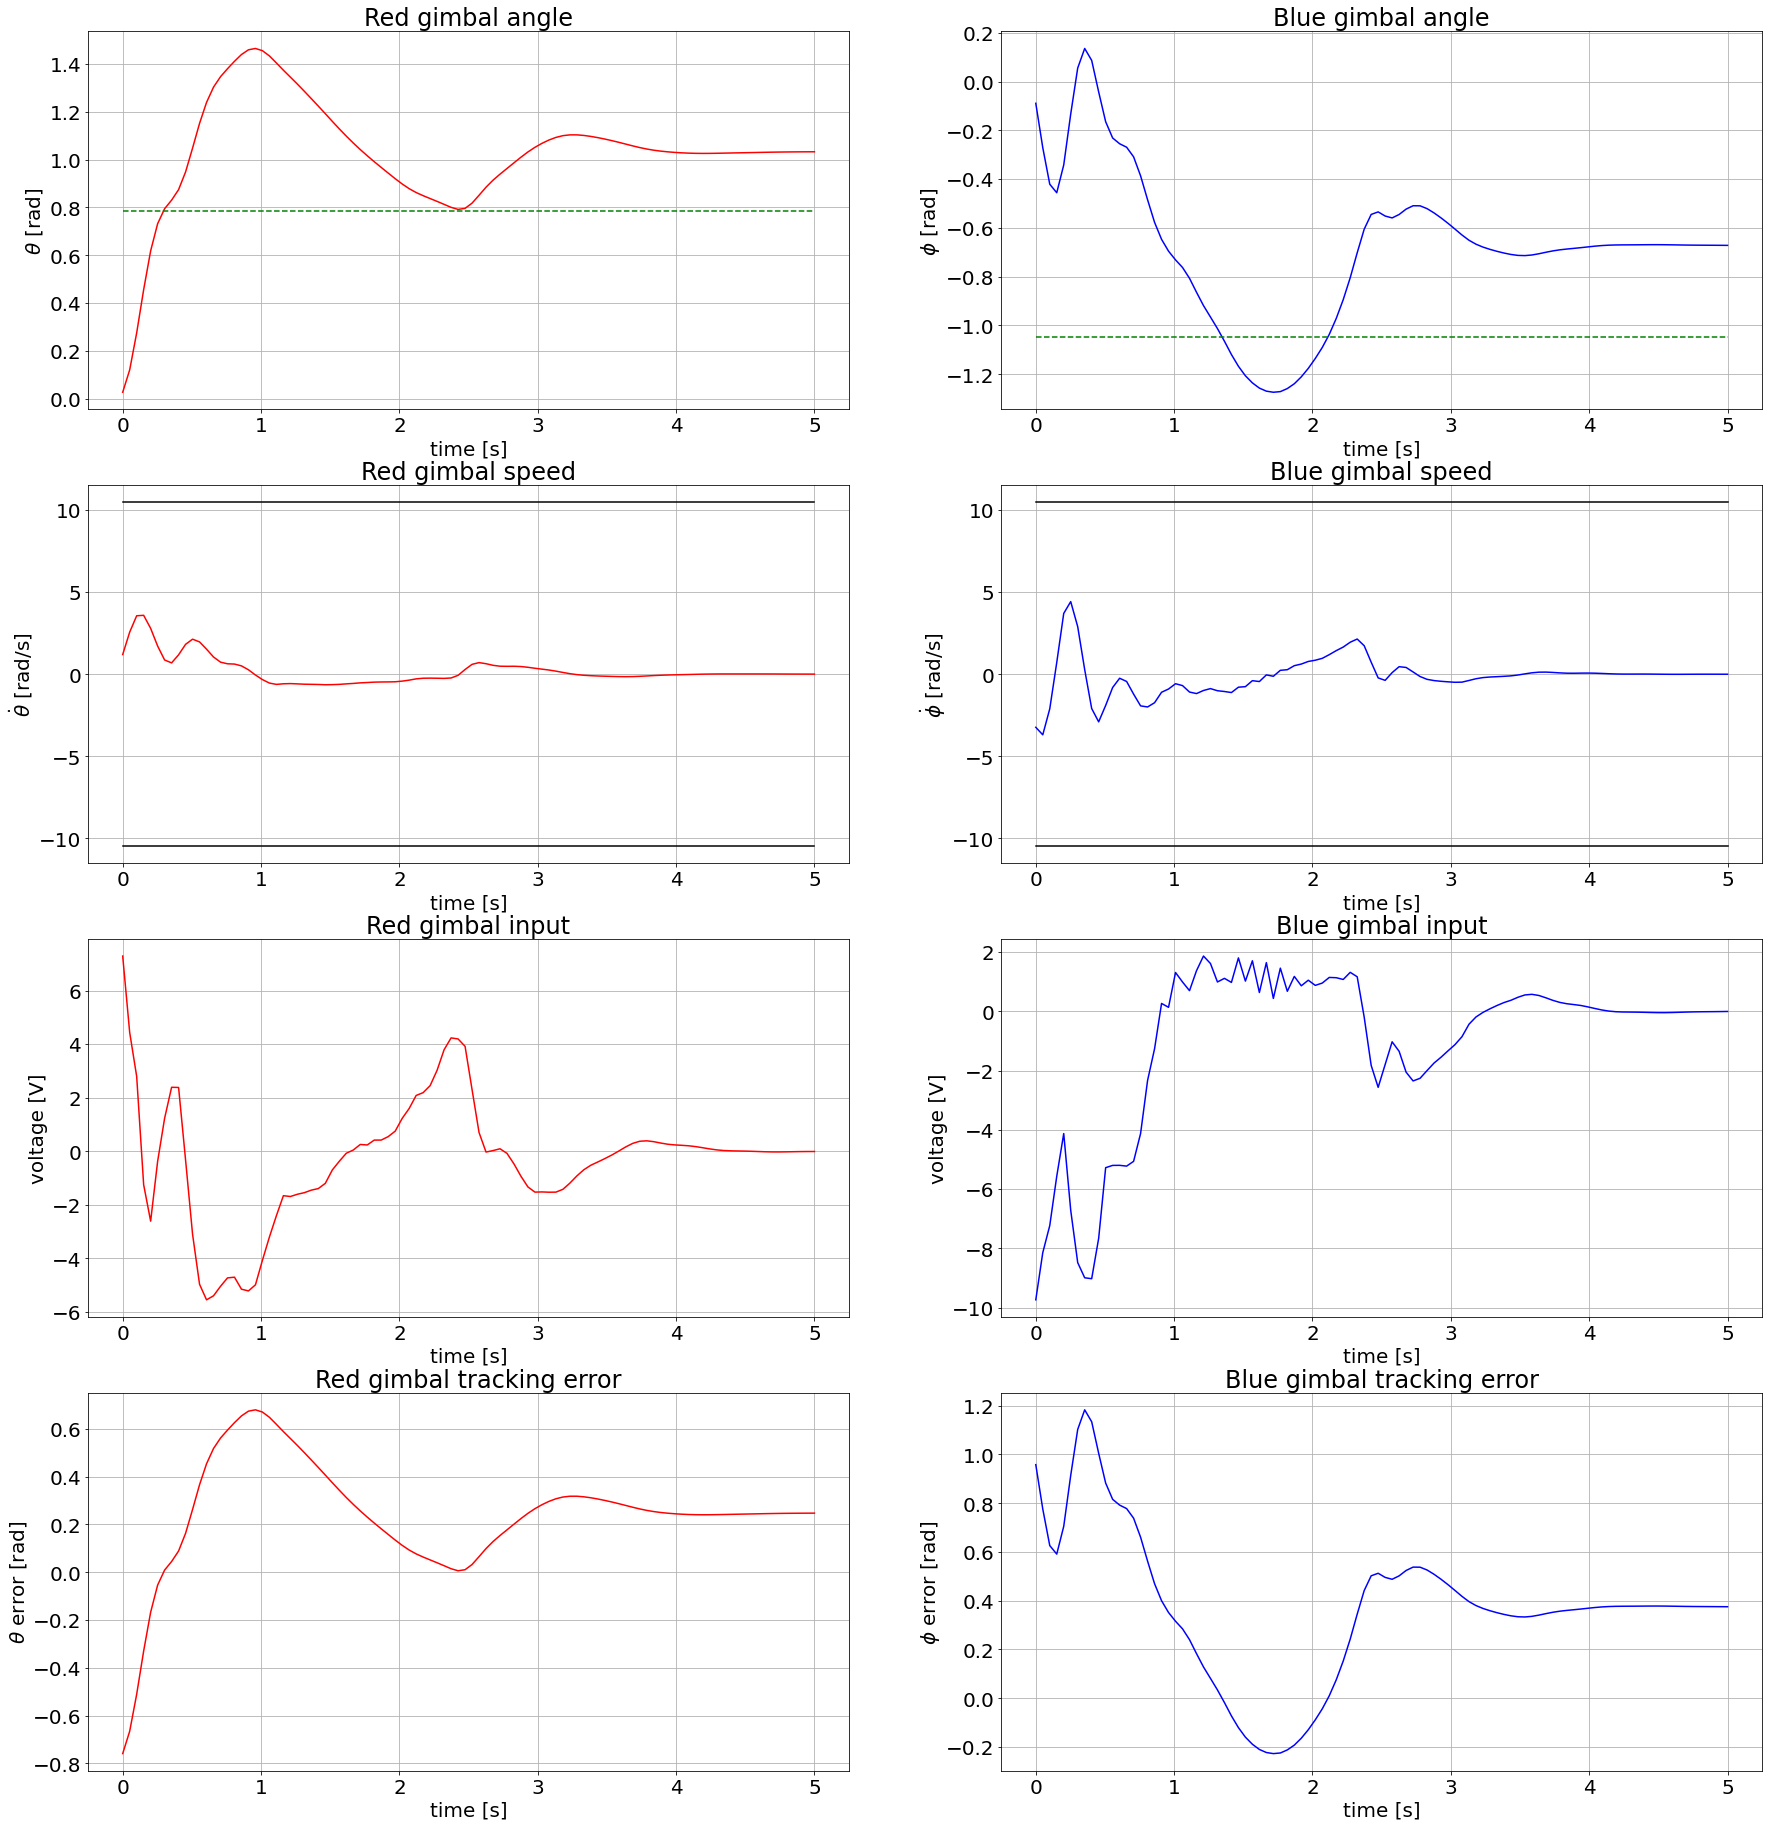 Red gimbal angle
1.4
1.2
1.0
0.8
0.6
0.4
0.2
0.0
θ [rad]
0 1 2 3 4 5
time [s]
Blue gimbal angle
0.2
0.0
−0.2
−0.4
−0.6
−0.8
−1.0
−1.2
ϕ [rad]
0 1 2 3 4 5
time [s]
Red gimbal speed
10
5
0
−5
−10
θ̇ [rad/s]
0 1 2 3 4 5
time [s]
Blue gimbal speed
10
5
0
−5
−10
ϕ̇ [rad/s]
0 1 2 3 4 5
time [s]
Red gimbal input
6
4
2
0
−2
−4
−6
voltage [V]
0 1 2 3 4 5
time [s]
Blue gimbal input
2
0
−2
−4
−6
−8
−10
voltage [V]
0 1 2 3 4 5
time [s]
Red gimbal tracking error
0.6
0.4
0.2
0.0
−0.2
−0.4
−0.6
−0.8
θ error [rad]
0 1 2 3 4 5
time [s]
Blue gimbal tracking error
1.2
1.0
0.8
0.6
0.4
0.2
0.0
−0.2
ϕ error [rad]
0 1 2 3 4 5
time [s]